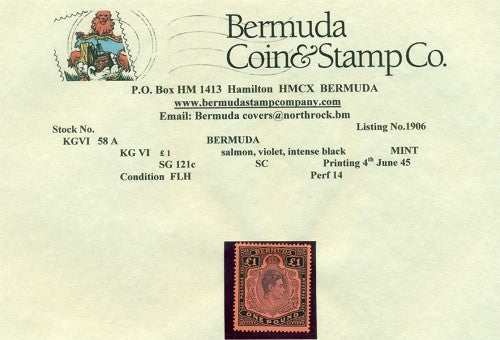 Bermuda
Coin & Stamp Co.
P.O. Box HM 1413 Hamilton HMCX BERMUDA
www.bermudastampcompany.com
Email: Bermuda covers@northrock.bm
Stock No. Listing No.1906
KGVI 58 A BERMUDA
KG VI £ 1 salmon, violet, intense black MINT
SG 121c SC Printing 4th June 45
Condition FLH Perf 14
BERMUDA
£1 £1
ONE POUND